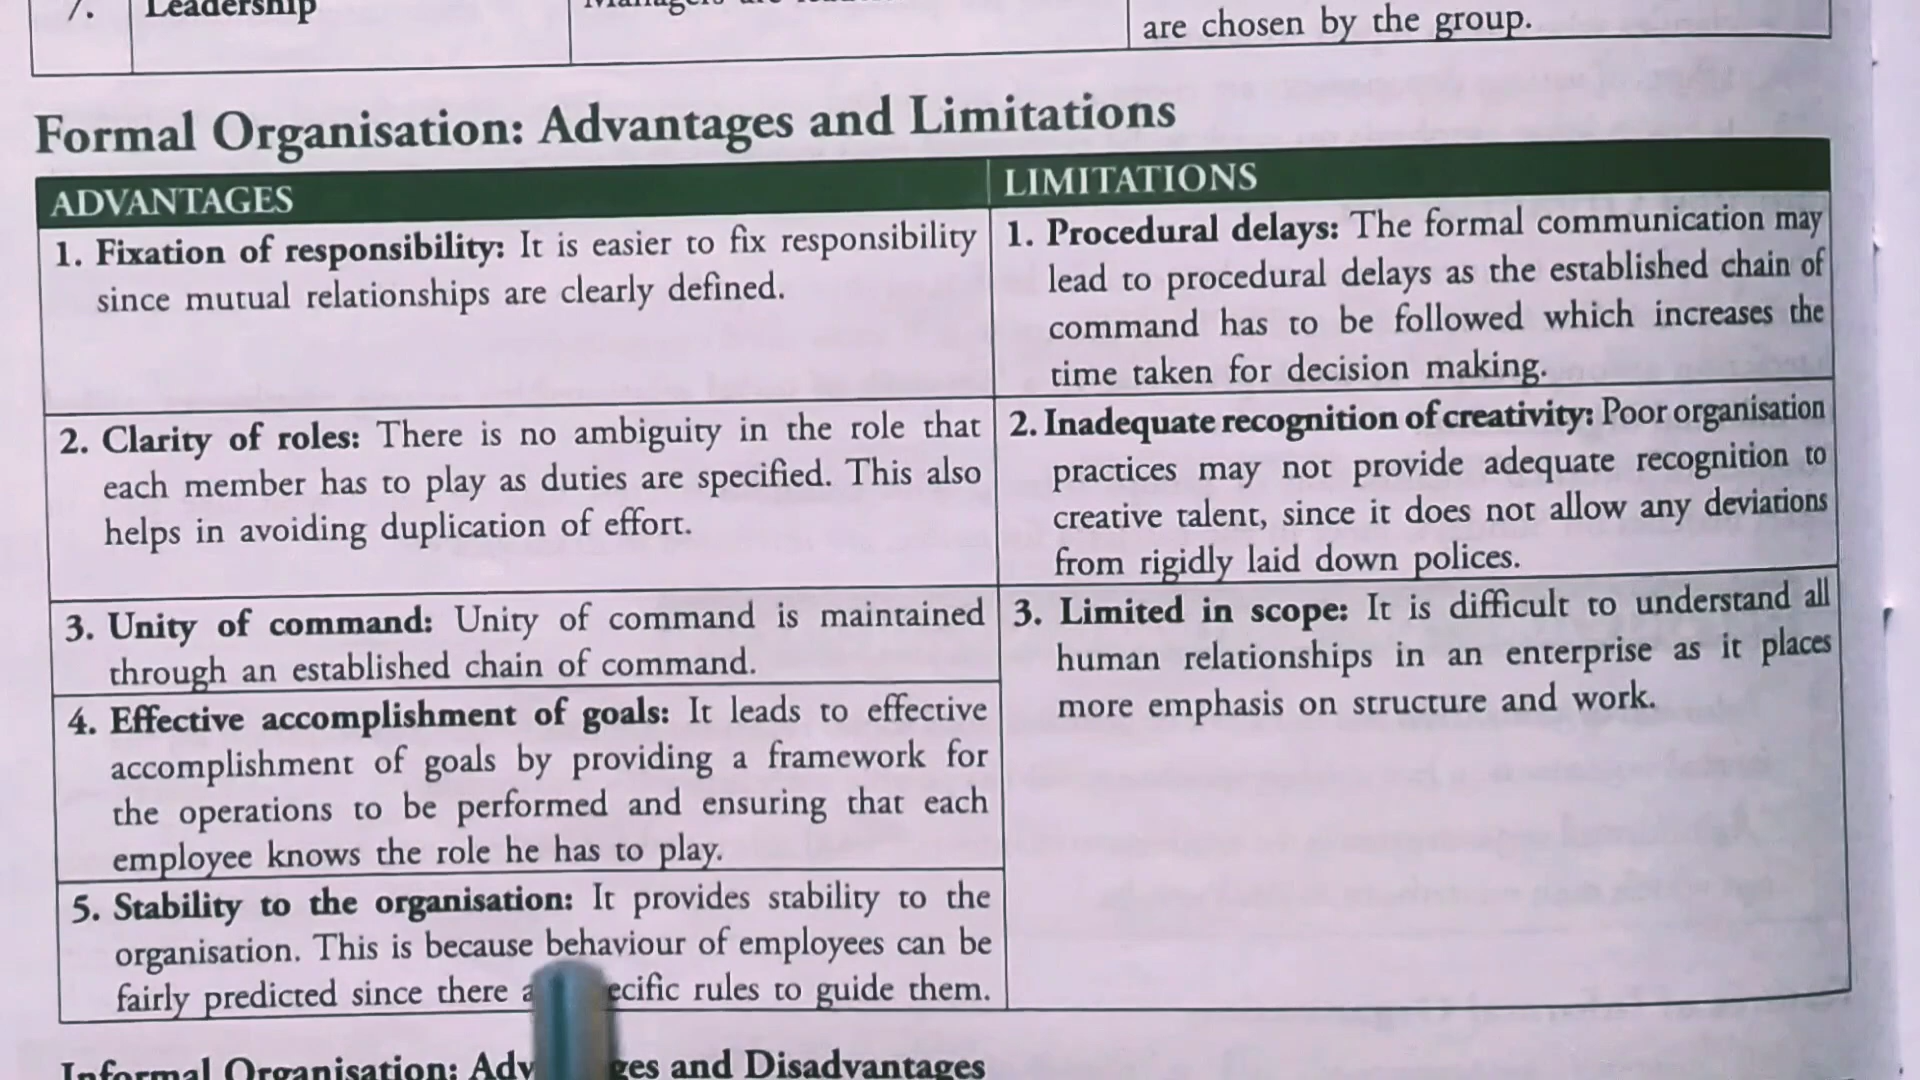 7.
Leadership
are chosen by the group.
Formal Organisation: Advantages and Limitations
ADVANTAGES
1. Fixation of responsibility: It is easier to fix responsibility
since mutual relationships are clearly defined.
2. Clarity of roles: There is no ambiguity in the role that
each member has to play as duties are specified. This also
helps in avoiding duplication of effort.
3. Unity of command: Unity of command is maintained
through an established chain of command.
4. Effective accomplishment of goals: It leads to effective
accomplishment of goals by providing a framework for
the operations to be performed and ensuring that each
employee knows the role he has to play.
5. Stability to the organisation: It provides stability to the
organisation. This is because behaviour of employees can be
fairly predicted since there rules to guide them.
LIMITATIONS
1. Procedural delays: The formal communication may
lead to procedural delays as the established chain of
command has to be followed which increases the
time taken for decision making.
2. Inadequate recognition of creativity: Poor organisation
practices may not provide adequate recognition to
creative talent, since it does not allow any deviations
from rigidly laid down polices.
3. Limited in scope: It is difficult to understand all
human relationships in an enterprise as it places
more emphasis on structure and work.
Informal Organisation: and Disadvantages